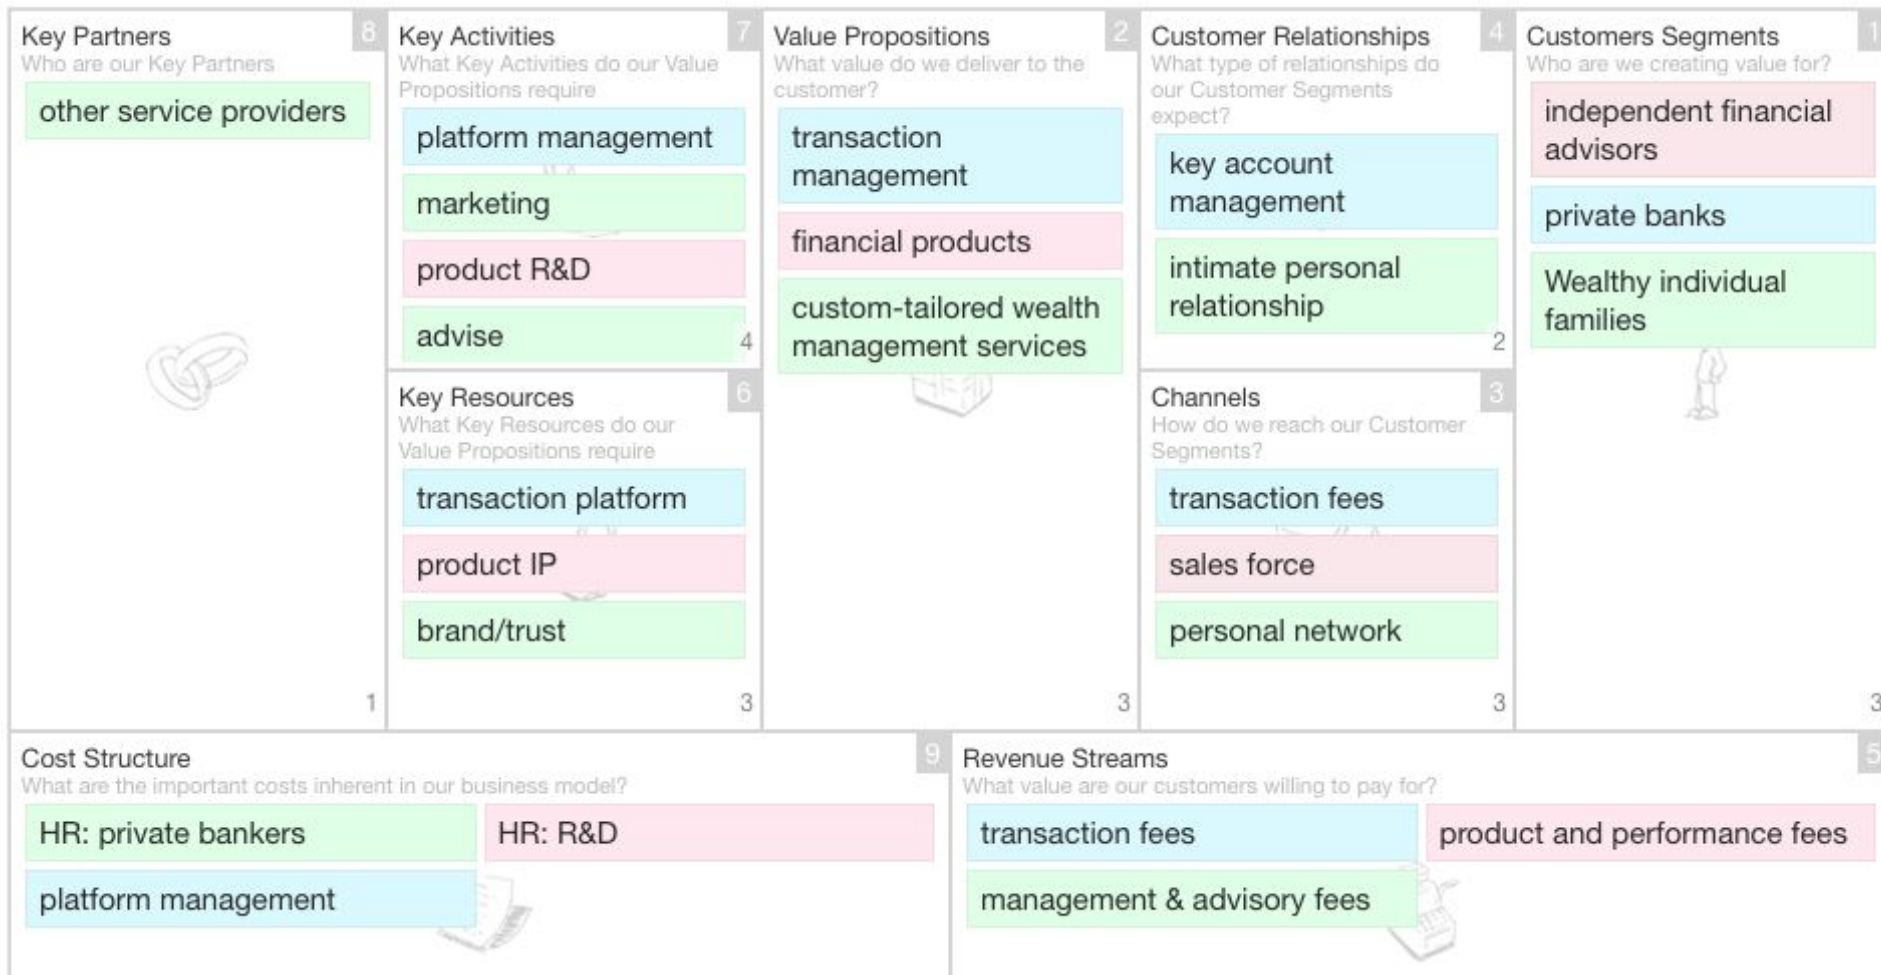 Key Partners
8
Who are our Key Partners
other service providers
1
Key Activities
7
What Key Activities do our Value
Propositions require
platform management
marketing
product R&D
advise
4
Key Resources
6
What Key Resources do our
Value Propositions require
transaction platform
product IP
brand/trust
3
Value Propositions
2
What value do we deliver to the
customer?
transaction
management
financial products
custom-tailored wealth
management services
3
Customer Relationships
4
What type of relationships do
our Customer Segments
expect?
key account
management
intimate personal
relationship
2
Channels
3
How do we reach our Customer
Segments?
transaction fees
sales force
personal network
3
Customers Segments
1
Who are we creating value for?
independent financial
advisors
private banks
Wealthy individual
families
3
Cost Structure
9
What are the important costs inherent in our business model?
HR: private bankers
HR: R&D
platform management
Revenue Streams
5
What value are our customers willing to pay for?
transaction fees
product and performance fees
management & advisory fees